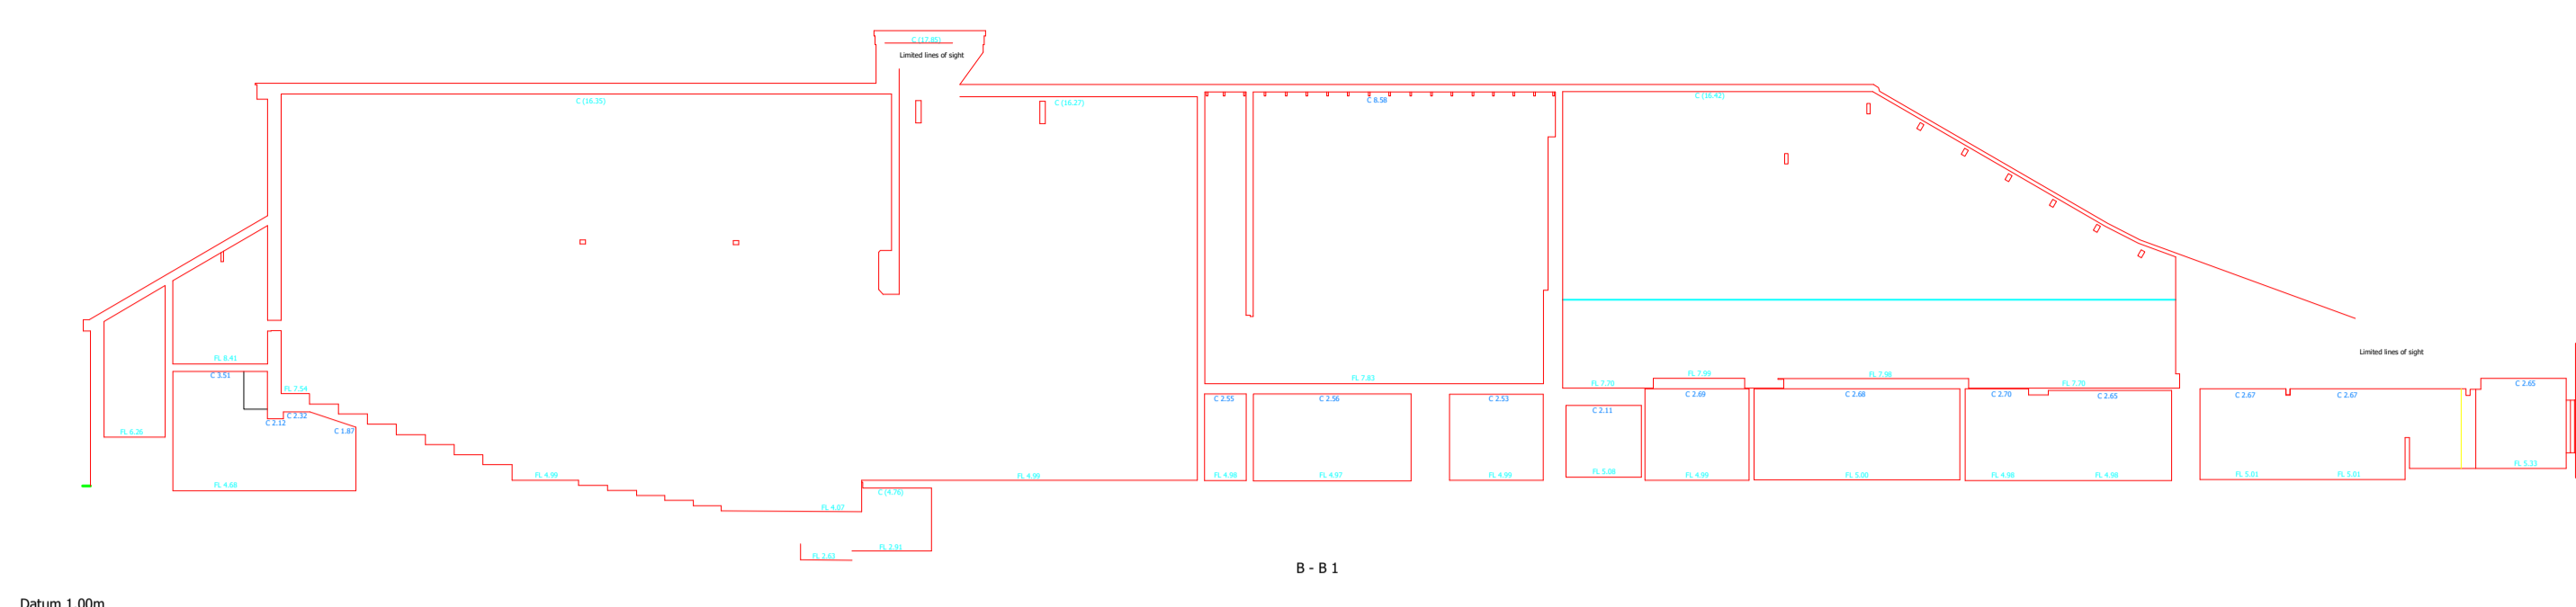 C (17.85)
Limited lines of sight
C (16.35)
C (16.27)
C 8.58
C (16.42)
Limited lines of sight
FL 8.41
C 3.51
FL 7.54
FL 7.83
FL 7.70
FL 7.99
FL 7.98
FL 7.70
C 2.65
C 2.32
C 2.12
C 1.87
FL 6.26
C 2.55
C 2.56
C 2.53
C 2.11
C 2.69
C 2.68
C 2.70
C 2.65
C 2.67
C 2.67
FL 4.68
FL 4.99
FL 4.99
FL 4.98
FL 4.97
FL 4.99
FL 5.08
FL 4.99
FL 5.00
FL 4.98
FL 4.98
FL 5.01
FL 5.01
FL 5.33
C (4.76)
FL 4.07
FL 2.91
FL 2.63
B - B 1
Datum 1.00m